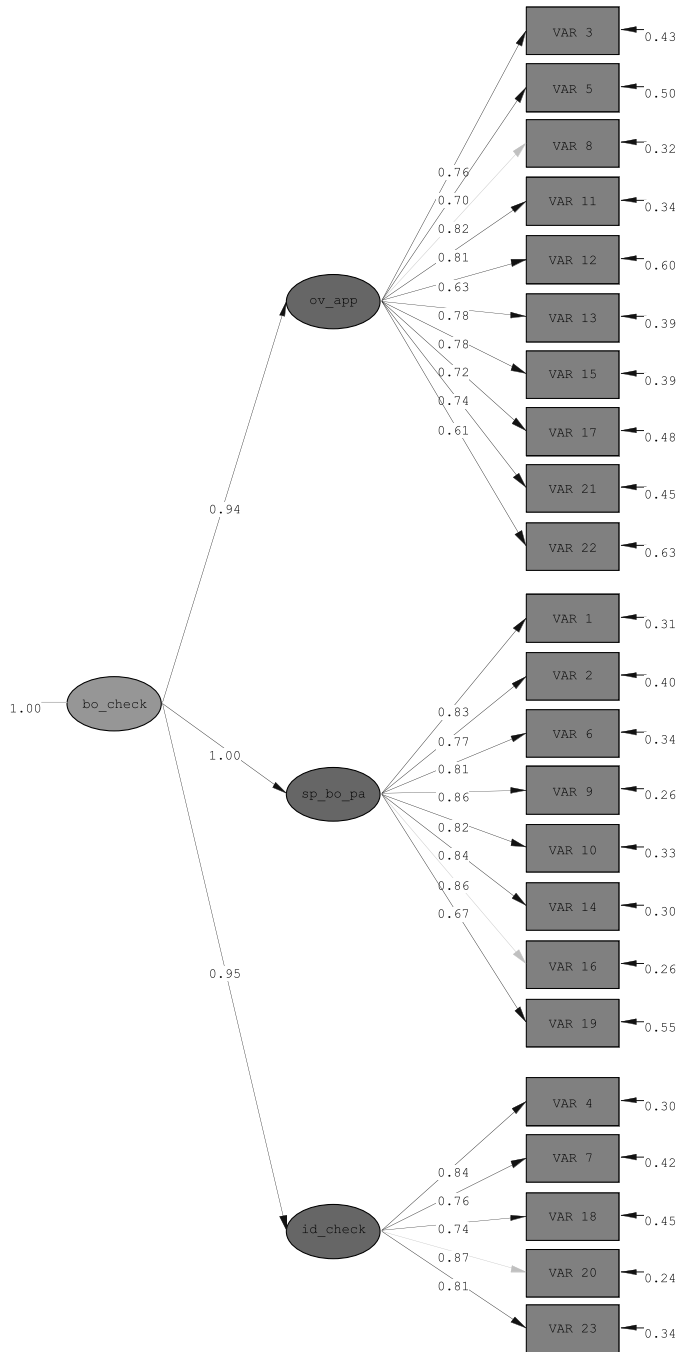 VAR 3
0.43
VAR 5
0.50
VAR 8
0.32
0.76
0.70
VAR 11
0.34
0.82
0.81
VAR 12
0.60
0.63
ov_app
VAR 13
0.39
0.78
0.78
VAR 15
0.39
0.72
0.74
VAR 17
0.48
0.61
VAR 21
0.45
0.94
VAR 22
0.63
VAR 1
0.31
VAR 2
0.40
bo_check
1.00
0.83
VAR 6
0.34
0.77
1.00
0.81
VAR 9
0.26
sp_bo_pa
0.86
0.82
VAR 10
0.33
0.84
0.86
VAR 14
0.30
0.67
VAR 16
0.26
0.95
VAR 19
0.55
VAR 4
0.30
VAR 7
0.42
0.84
0.76
VAR 18
0.45
id_check
0.74
0.87
VAR 20
0.24
0.81
VAR 23
0.34